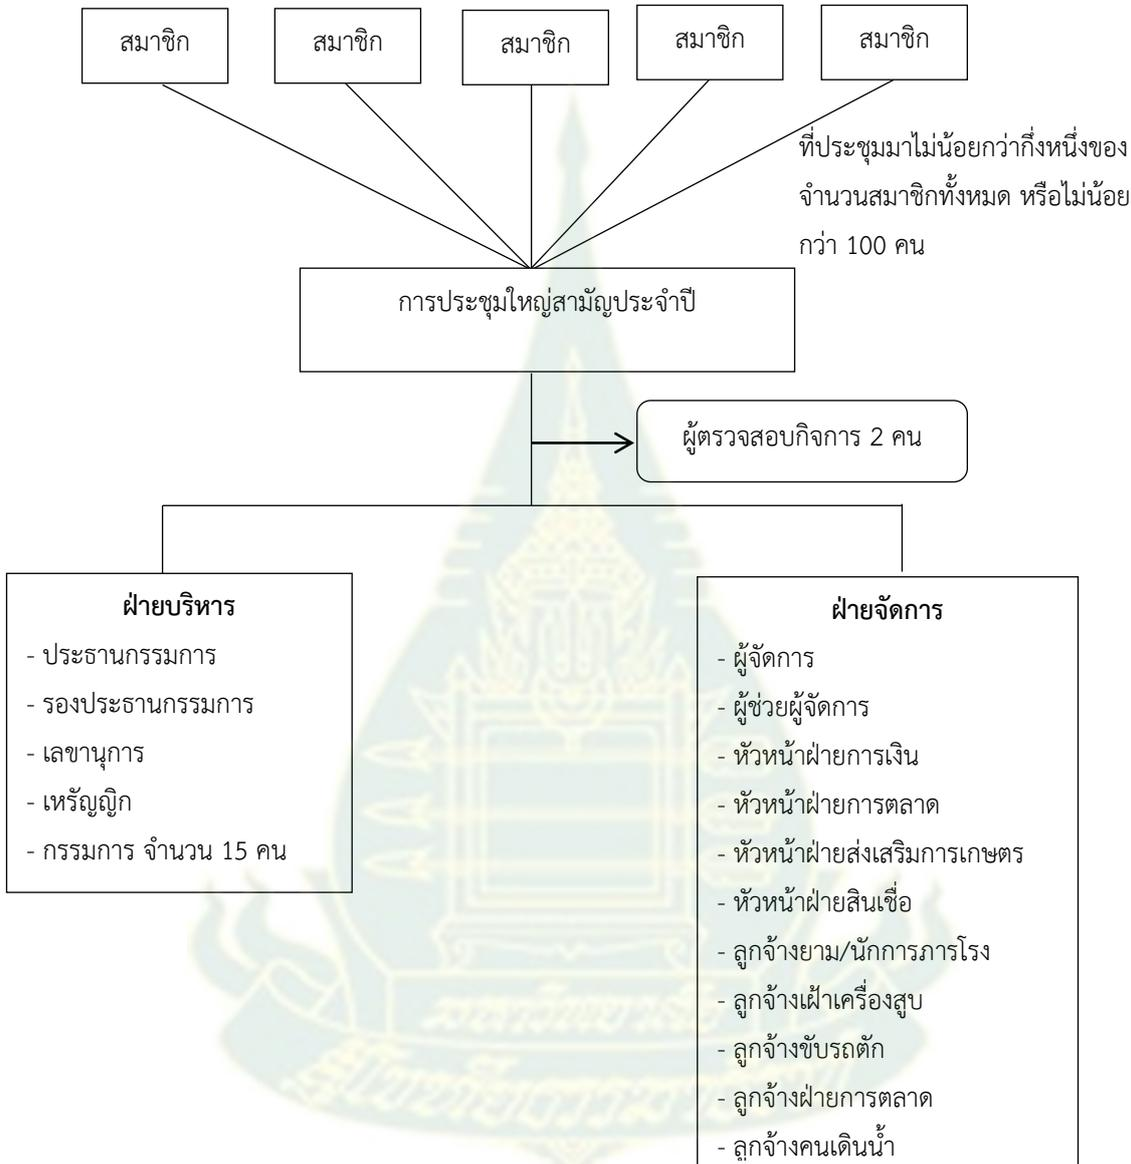 สมาชิก
สมาชิก
สมาชิก
สมาชิก
สมาชิก
ที่ประชุมมาไม่น้อยกว่ากึ่งหนึ่งของ
จำนวนสมาชิกทั้งหมด หรือไม่น้อย
กว่า 100 คน
การประชุมใหญ่สามัญประจำปี
ผู้ตรวจสอบกิจการ 2 คน
ฝ่ายบริหาร
- ประธานกรรมการ
- รองประธานกรรมการ
- เลขานุการ
- เหรัญญิก
- กรรมการ จำนวน 15 คน
ฝ่ายจัดการ
- ผู้จัดการ
- ผู้ช่วยผู้จัดการ
- หัวหน้าฝ่ายการเงิน
- หัวหน้าฝ่ายการตลาด
- หัวหน้าฝ่ายส่งเสริมการเกษตร
- หัวหน้าฝ่ายสินเชื่อ
- ลูกจ้างยาม/นักการภารโรง
- ลูกจ้างเฝ้าเครื่องสูบ
- ลูกจ้างขับรถตัก
- ลูกจ้างฝ่ายการตลาด
- ลูกจ้างคนเดินน้ำ